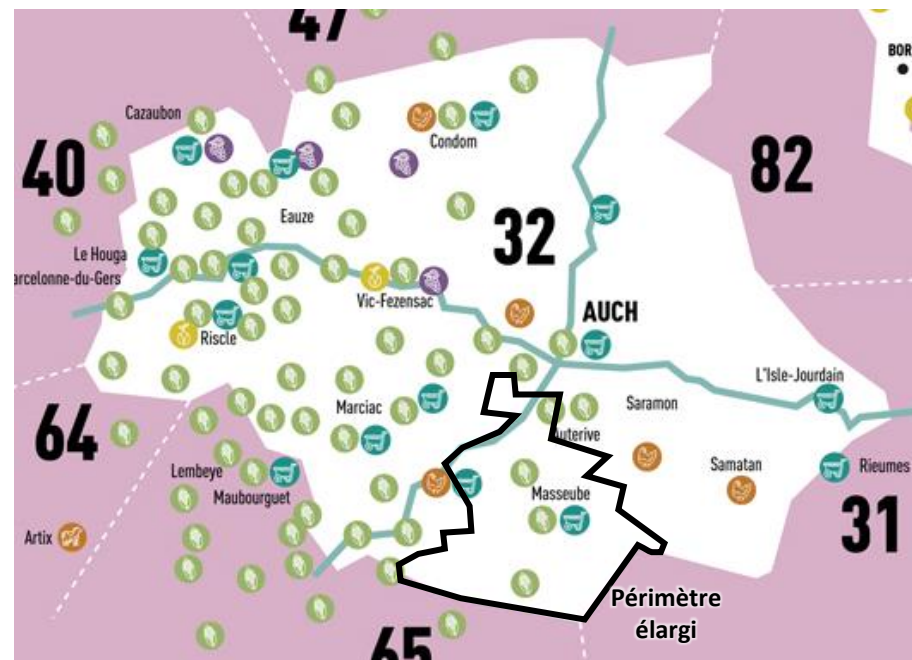 47
BOR
Cazaubon
Condom
40
82
32
Eauze
Le Houga
arcelonne-du-Gers
Vic-Fezensac
AUCH
Riscle
L'Isle-Jourdain
Marciac
Saramon
64
uterive
Lembeye
Samatan
Rieumes
Maubourguet
Masseube
31
Artix
Périmètre
élargi
65